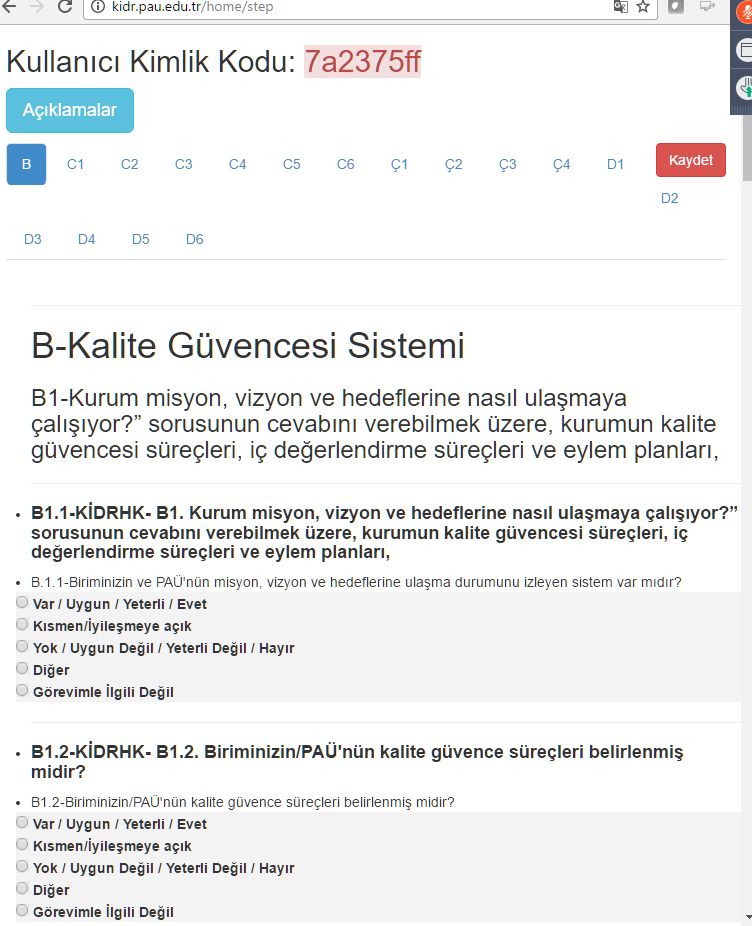 kidr.pau.edu.tr/home/step
Kullanıcı Kimlik Kodu: 7a2375ff
Açıklamalar
B C1 C2 C3 C4 C5 C6 Ç1 Ç2 Ç3 Ç4 D1 Kaydet
D2
D3 D4 D5 D6
B-Kalite Güvencesi Sistemi
B1-Kurum misyon, vizyon ve hedeflerine nasıl ulaşmaya
çalışıyor?” sorusunun cevabını verebilmek üzere, kurumun kalite
güvencesi süreçleri, iç değerlendirme süreçleri ve eylem planları,
B1.1-KİDRHK- B1. Kurum misyon, vizyon ve hedeflerine nasıl ulaşmaya çalışıyor?”
sorusunun cevabını verebilmek üzere, kurumun kalite güvencesi süreçleri, iç
değerlendirme süreçleri ve eylem planları,
B.1.1-Biriminizin ve PAÜ'nün misyon, vizyon ve hedeflerine ulaşma durumunu izleyen sistem var mıdır?
Var / Uygun / Yeterli / Evet
Kısmen/İyileşmeye açık
Yok / Uygun Değil / Yeterli Değil / Hayır
Diğer
Görevimle İlgili Değil
B1.2-KİDRHK- B1.2. Biriminizin/PAÜ'nün kalite güvence süreçleri belirlenmiş
midir?
B1.2-Biriminizin/PAÜ'nün kalite güvence süreçleri belirlenmiş midir?
Var / Uygun / Yeterli / Evet
Kısmen/İyileşmeye açık
Yok / Uygun Değil / Yeterli Değil / Hayır
Diğer
Görevimle İlgili Değil